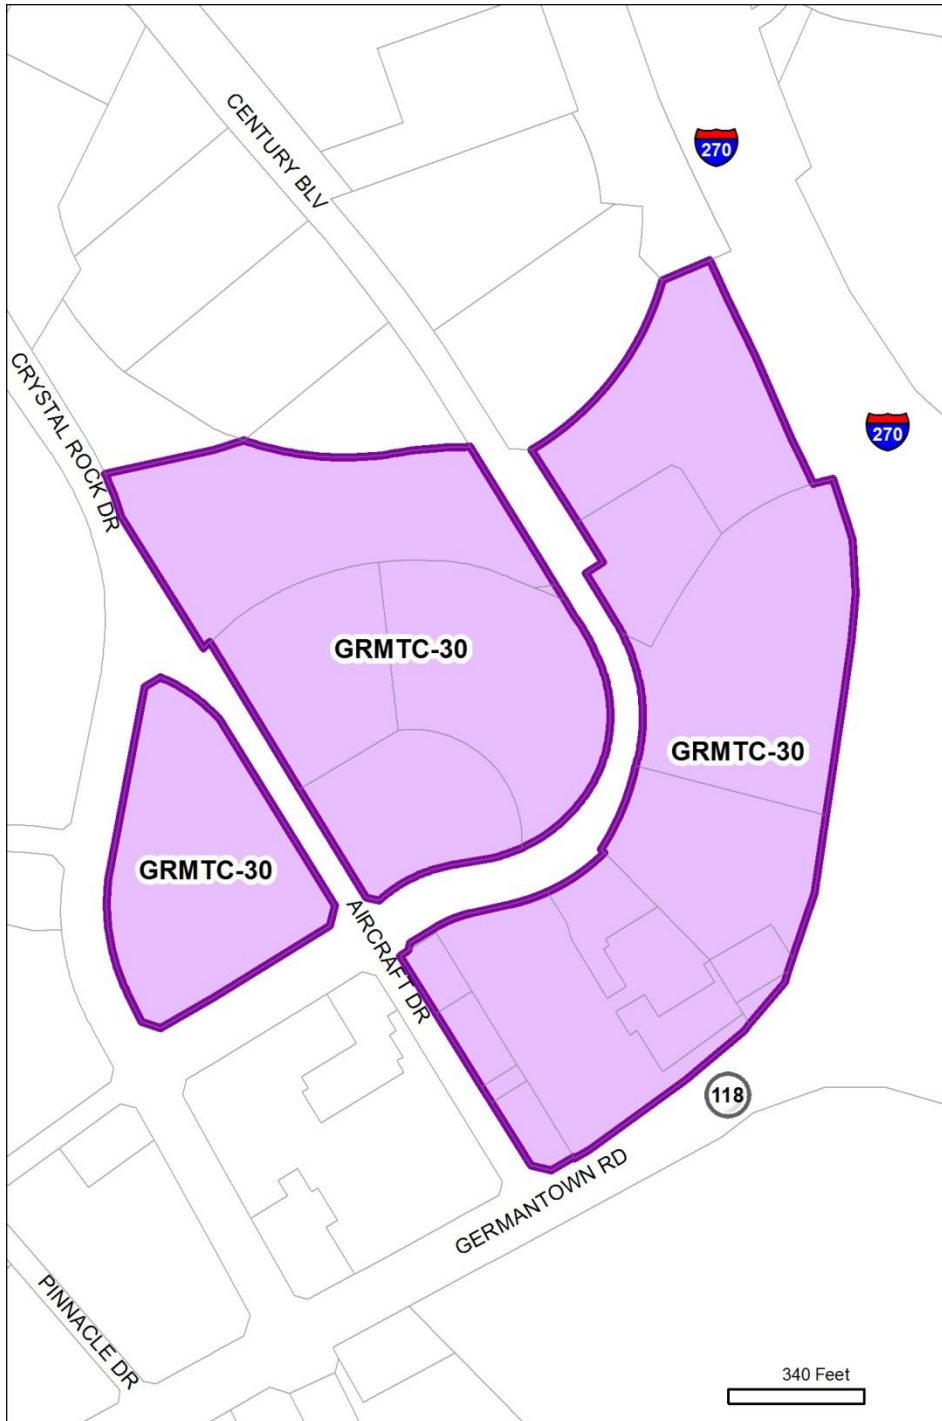 CENTURY BLV
270
CRYSTAL ROCK DR
270
GRMTC-30
GRMTC-30
GRMTC-30
AIRCRAFT DR
118
GERMANTOWN RD
PINNACLE DR
340 Feet